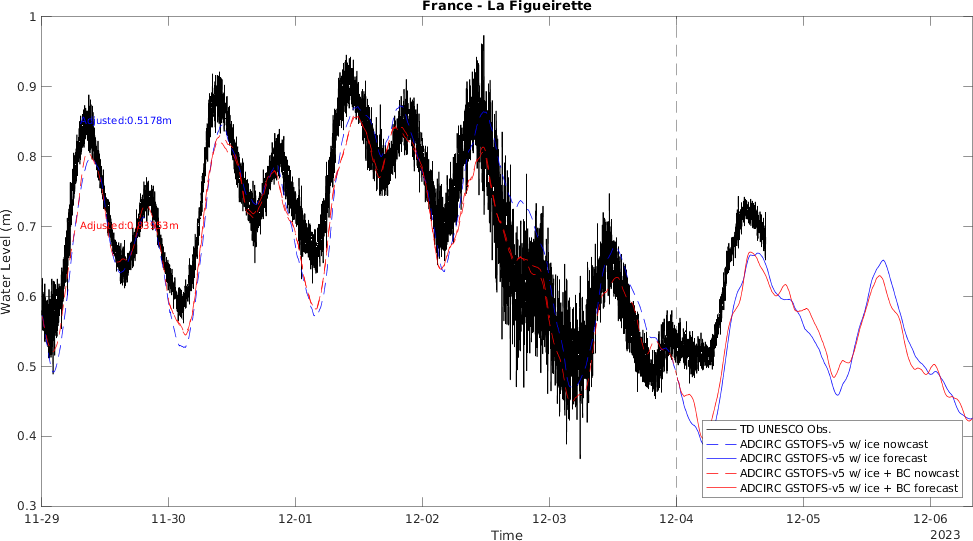 France - La Figueirette
Water Level (m)
1
0.9
0.8
0.7
0.6
0.5
0.4
0.3
Adjusted:0.5178m
TD UNESCO Obs.
ADCIRC GSTOFS-v5 w/ ice nowcast
ADCIRC GSTOFS-v5 w/ ice forecast
ADCIRC GSTOFS-v5 w/ ice + BC nowcast
ADCIRC GSTOFS-v5 w/ ice + BC forecast
11-29 11-30 12-01 12-02 12-03 12-04 12-05 12-06
Time
2023